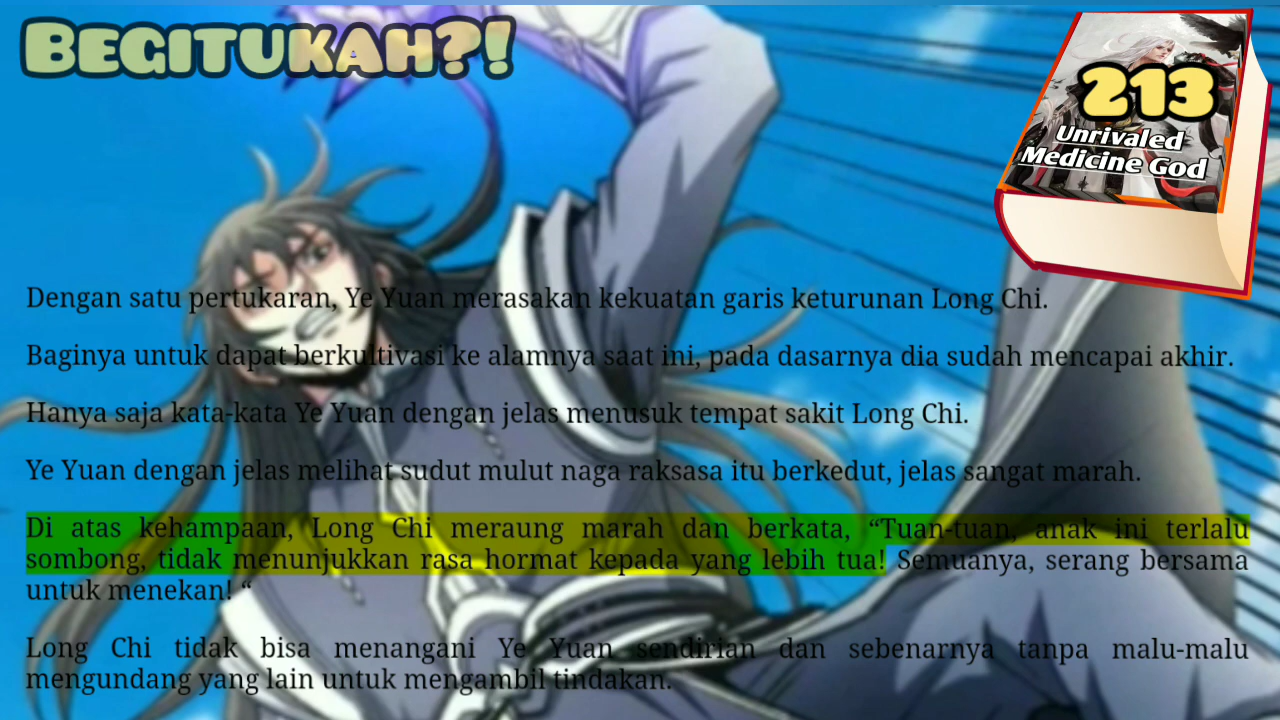 BEGITUKAH?!
213
Unrivaled
Medicine God
Dengan satu pertukaran, Ye Yuan merasakan kekuatan garis keturunan Long Chi.
Baginya untuk dapat berkultivasi ke alamnya saat ini, pada dasarnya dia sudah mencapai akhir.
Hanya saja kata-kata Ye Yuan dengan jelas menusuk tempat sakit Long Chi.
Ye Yuan dengan jelas melihat sudut mulut naga raksasa itu berkedut, jelas sangat marah.
Di atas kehampaan, Long Chi meraung marah dan berkata, “Tuan-tuan, anak ini terlalu
sombong, tidak menunjukkan rasa hormat kepada yang lebih tua! Semuanya, serang bersama
untuk menekan! “
Long Chi tidak bisa menangani Ye Yuan sendirian dan sebenarnya tanpa malu-malu
mengundang yang lain untuk mengambil tindakan.